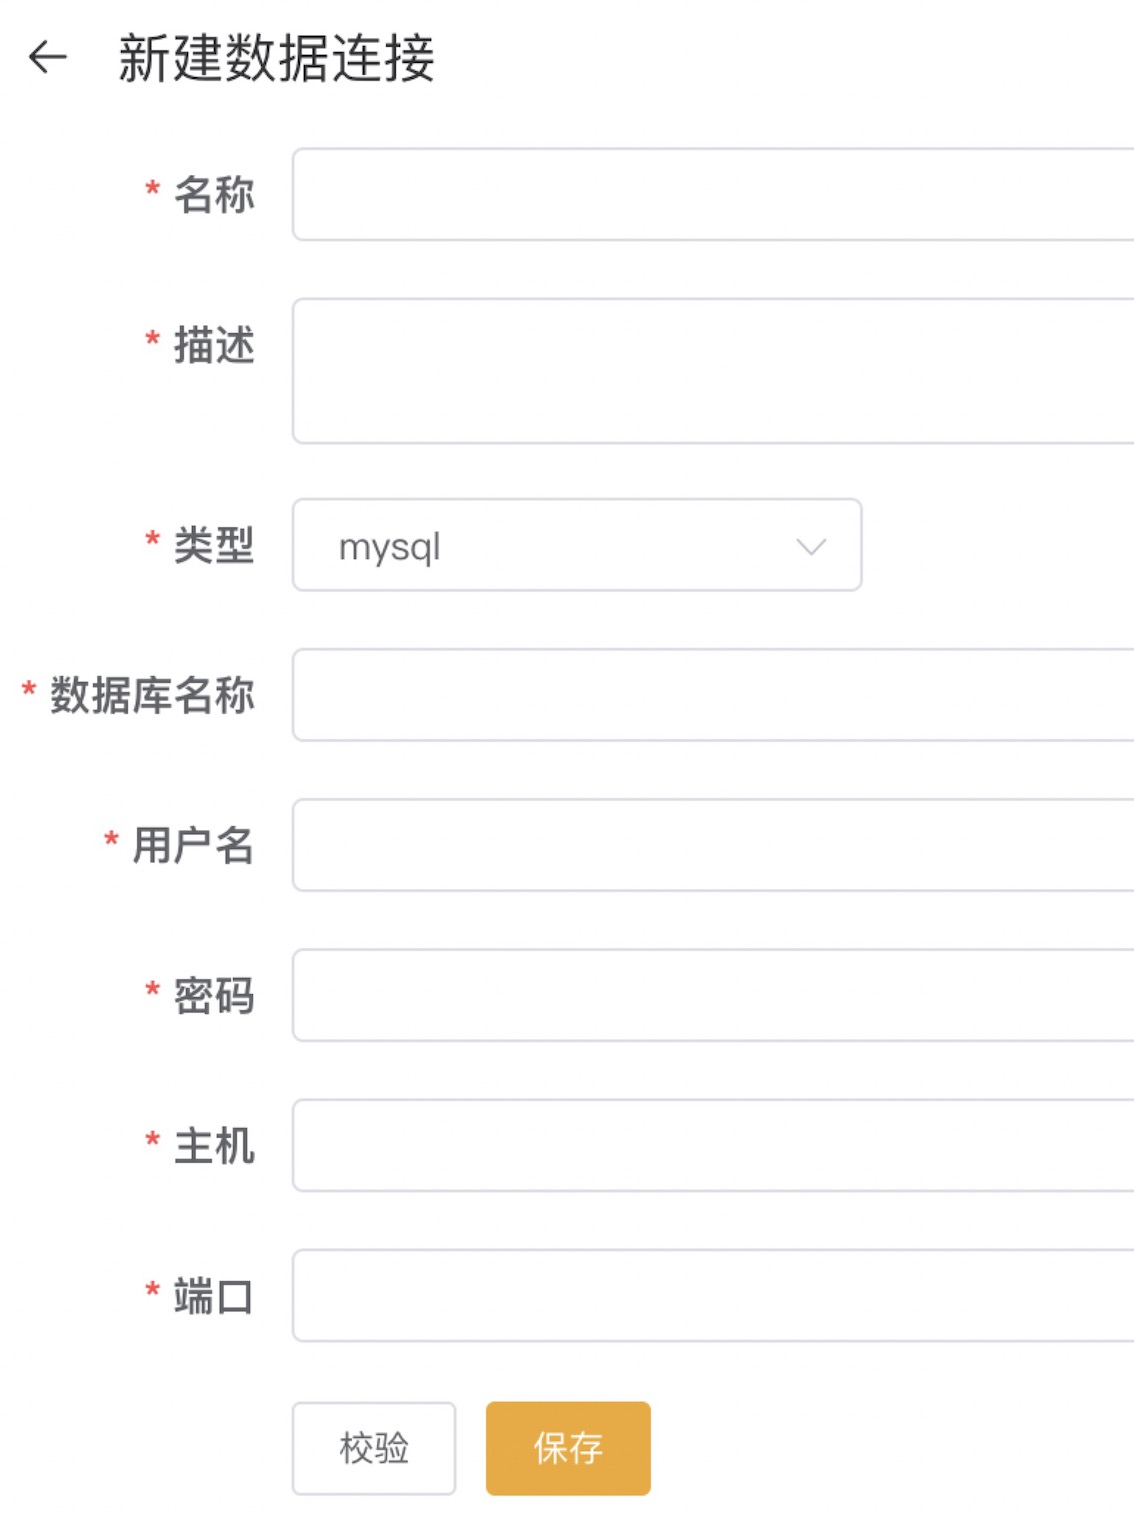 新建数据连接
* 名称
* 描述
* 类型 mysql
* 数据库名称
* 用户名
* 密码
* 主机
* 端口
校验 保存